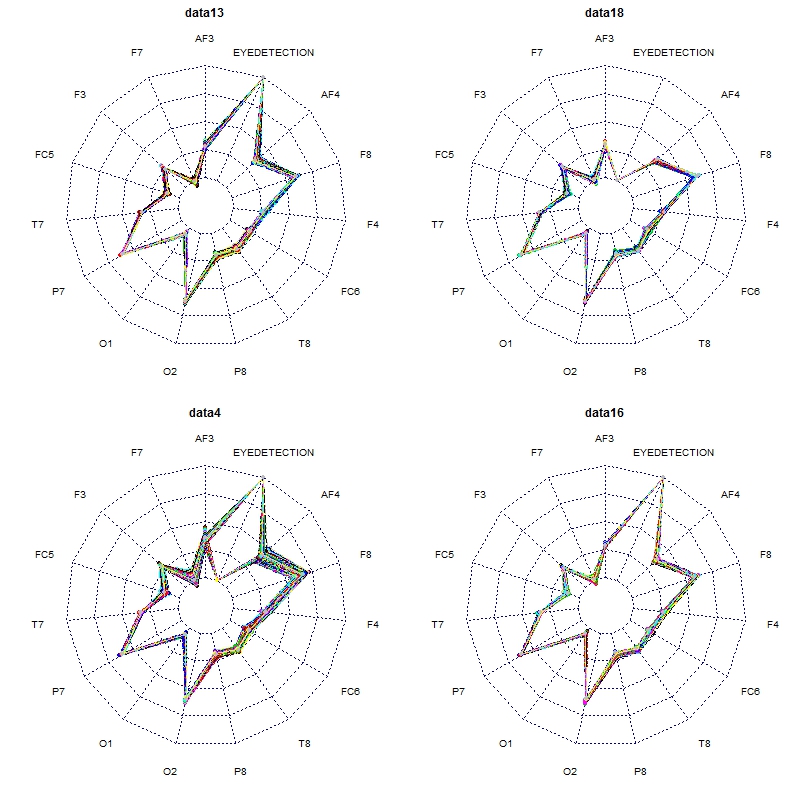 data13
AF3
F7
EYEDETECTION
F3
AF4
FC5
F8
T7
F4
P7
FC6
O1
T8
O2
P8
data18
AF3
F7
EYEDETECTION
F3
AF4
FC5
F8
T7
F4
P7
FC6
O1
T8
O2
P8
data4
AF3
F7
EYEDETECTION
F3
AF4
FC5
F8
T7
F4
P7
FC6
O1
T8
O2
P8
data16
AF3
F7
EYEDETECTION
F3
AF4
FC5
F8
T7
F4
P7
FC6
O1
T8
O2
P8